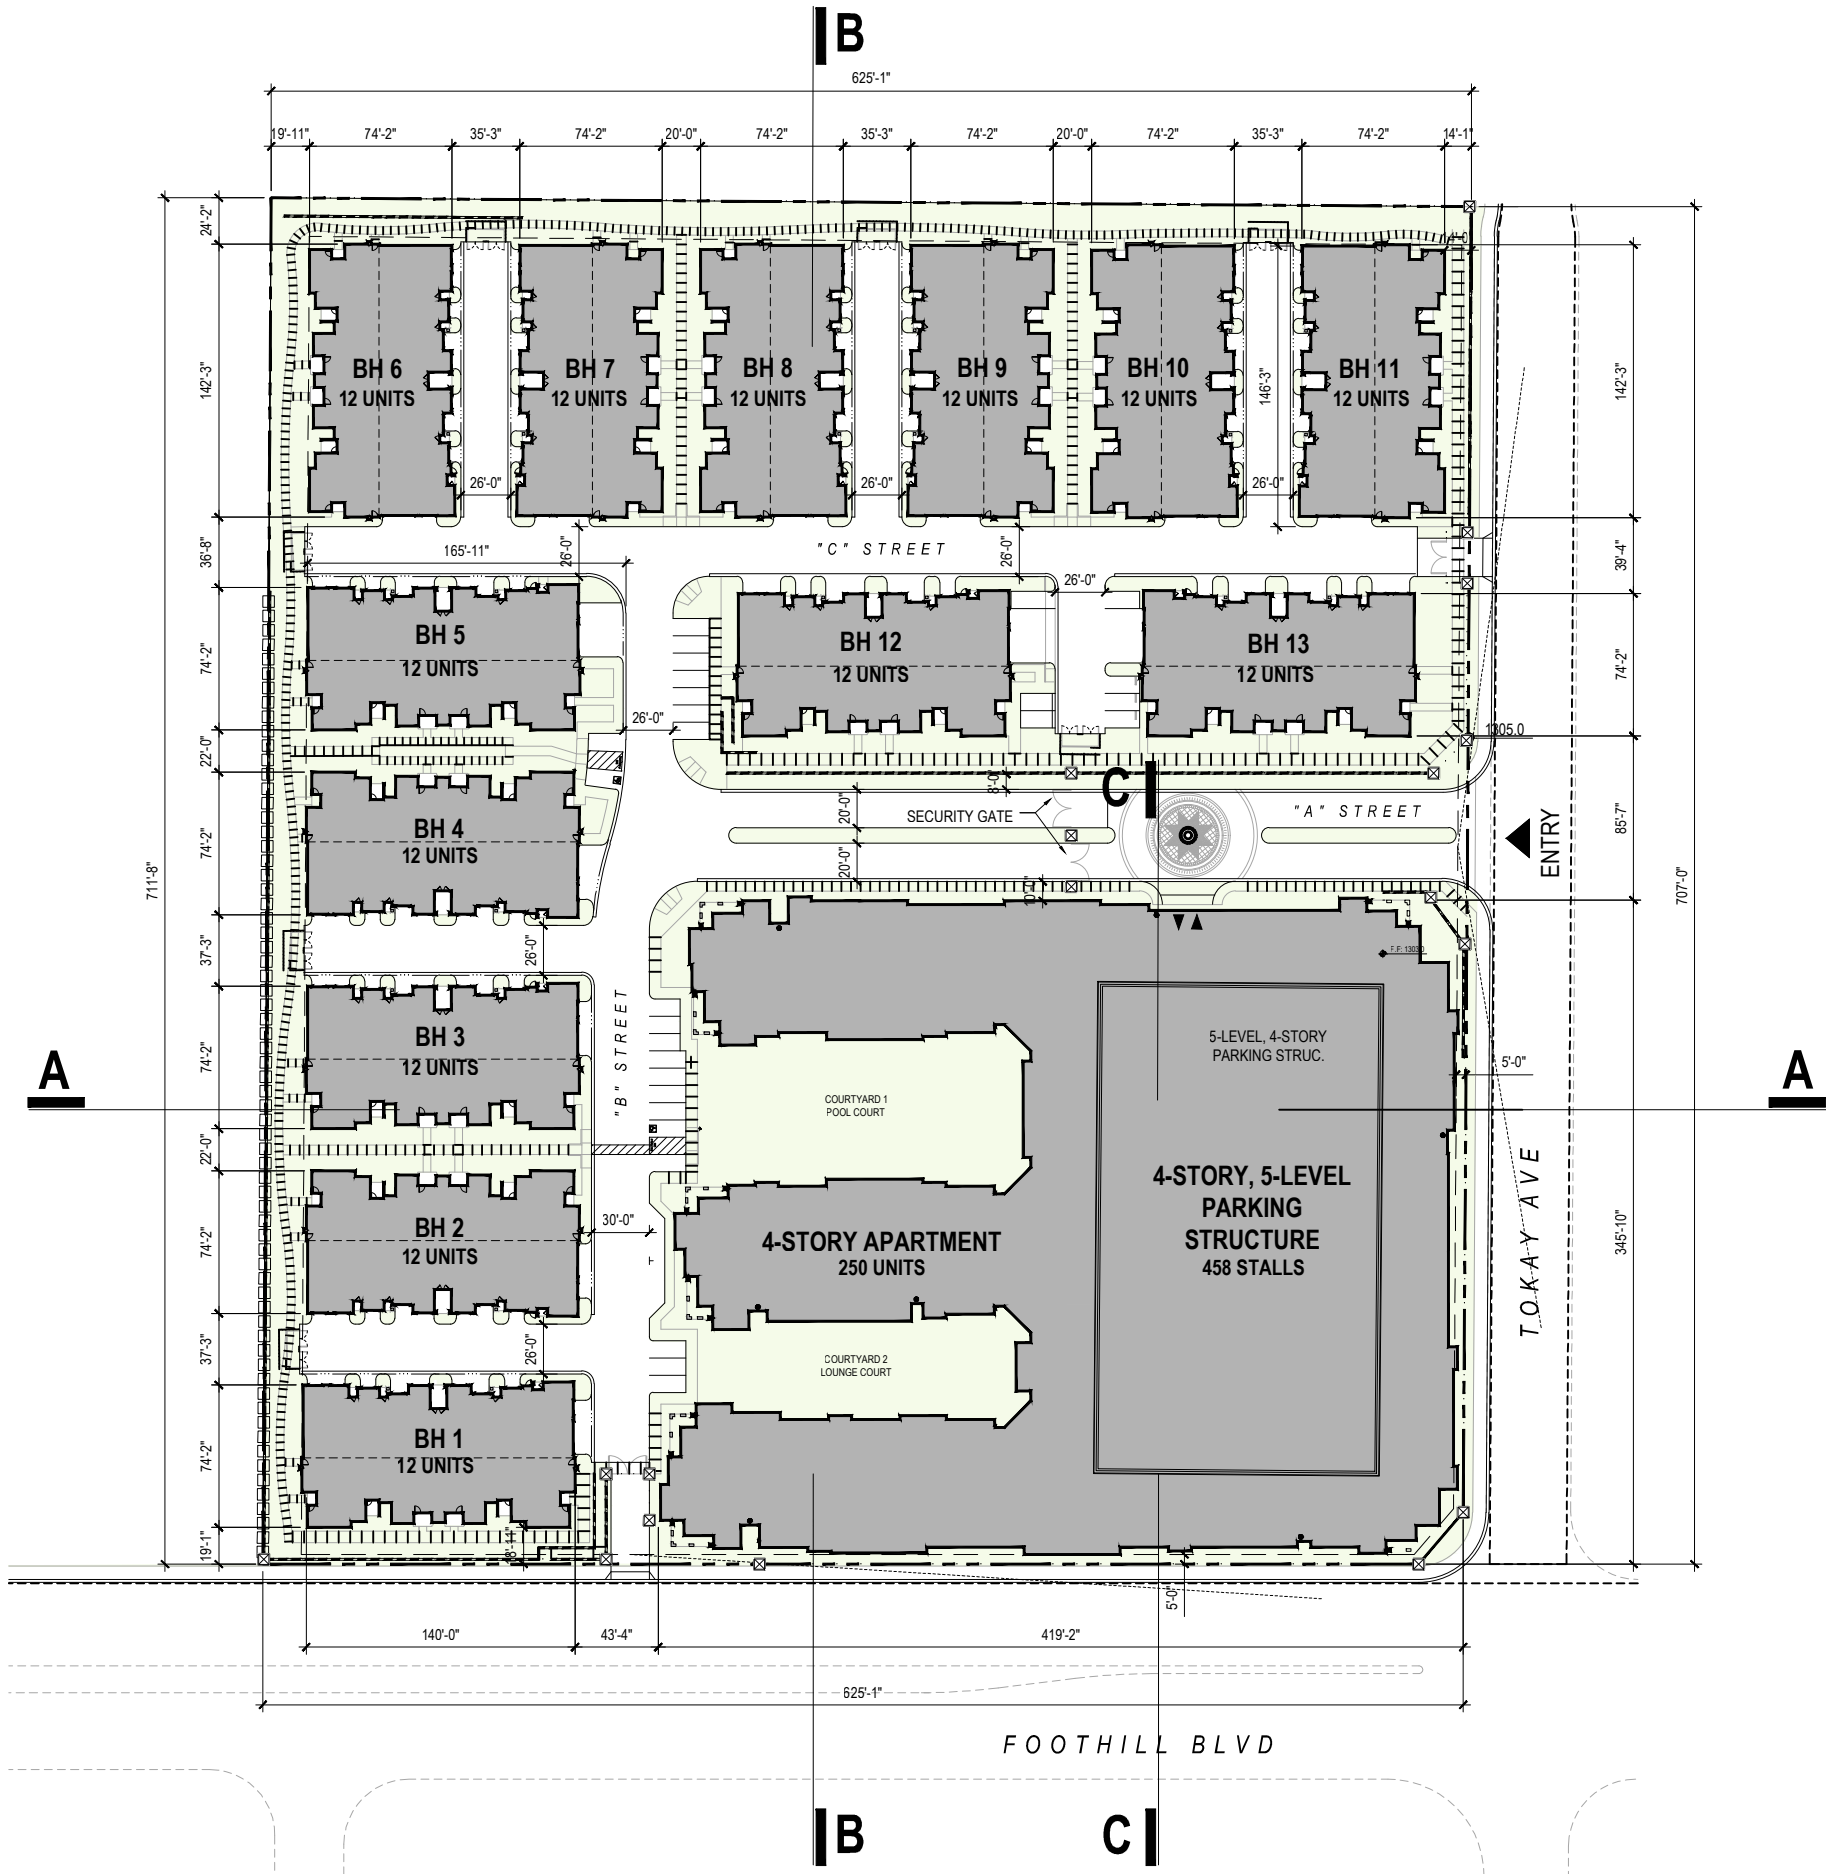 B
625'-1"
19'-11" 74'-2" 35'-3" 74'-2" 20'-0" 74'-2" 35'-3" 74'-2" 20'-0" 74'-2" 35'-3" 74'-2" 14'-1"
24'-2"
142'-3"
BH 6
12 UNITS
BH 7
12 UNITS
BH 8
12 UNITS
BH 9
12 UNITS
BH 10
12 UNITS
BH 11
12 UNITS
146'-3"
142'-3"
26'-0" 26'-0" 26'-0"
36'-8"
165'-11"
26'-0"
"C" STREET
26'-0"
26'-0"
39'-4"
BH 5
12 UNITS
74'-2"
26'-0"
BH 12
12 UNITS
BH 13
12 UNITS
74'-2"
1305.0
22'-0"
BH 4
12 UNITS
74'-2"
8'-0"
C
20'-0"
SECURITY GATE
"A" STREET
20'-0"
ENTRY
85'-7"
711'-8"
707'-0"
10'-0"
37'-3"
26'-0"
F.F: 1303.0
BH 3
12 UNITS
74'-2"
"B" STREET
5-LEVEL, 4-STORY
PARKING STRUC.
5'-0"
A
A
COURTYARD 1
POOL COURT
22'-0"
BH 2
12 UNITS
74'-2"
30'-0"
4-STORY APARTMENT
250 UNITS
4-STORY, 5-LEVEL
PARKING
STRUCTURE
458 STALLS
TOKAY AVE
345'-10"
37'-3"
26'-0"
COURTYARD 2
LOUNGE COURT
BH 1
12 UNITS
74'-2"
19'-1"
18'-11"
5'-0"
140'-0" 43'-4" 419'-2"
625'-1"
FOOTHILL BLVD
B
C